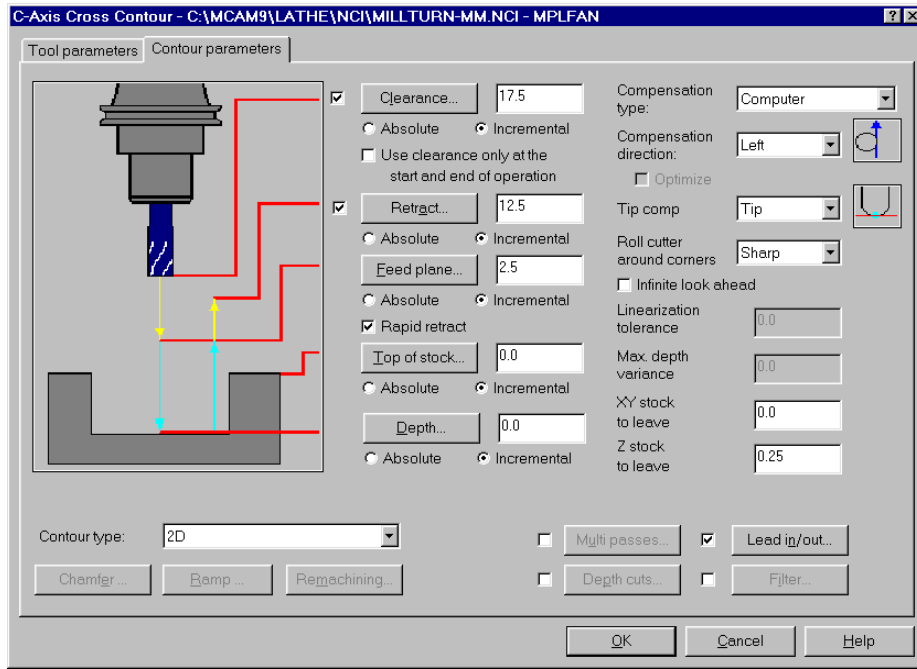 C-Axis Cross Contour - C:\MCAM9\LATHE\NCI\MILLTURN-MM.NCI - MPLFAN
Tool parameters
Contour parameters
Clearance...
17.5
Absolute
Incremental
Use clearance only at the
start and end of operation
Retract...
12.5
Absolute
Incremental
Feed plane...
2.5
Absolute
Incremental
Rapid retract
Top of stock...
0.0
Absolute
Incremental
Depth...
0.0
Absolute
Incremental
Compensation
type:
Computer
Compensation
direction:
Left
Optimize
Tip comp
Tip
Roll cutter
around corners
Sharp
Infinite look ahead
Linearization
tolerance
0.0
Max. depth
variance
0.0
XY stock
to leave
0.0
Z stock
to leave
0.25
Contour type:
2D
Multi passes...
Lead in/out...
Chamfer ...
Ramp ...
Remachining...
Depth cuts...
Filter...
OK
Cancel
Help